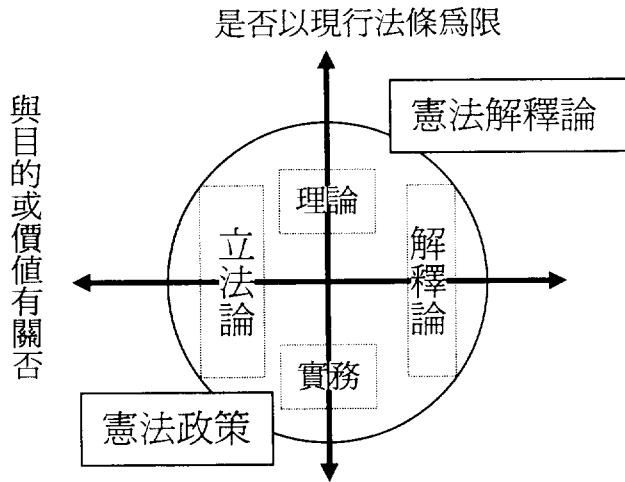 是否以現行法條爲限
憲法解釋論
與目的或價值有關否
理論
立法論
解釋論
實務
憲法政策